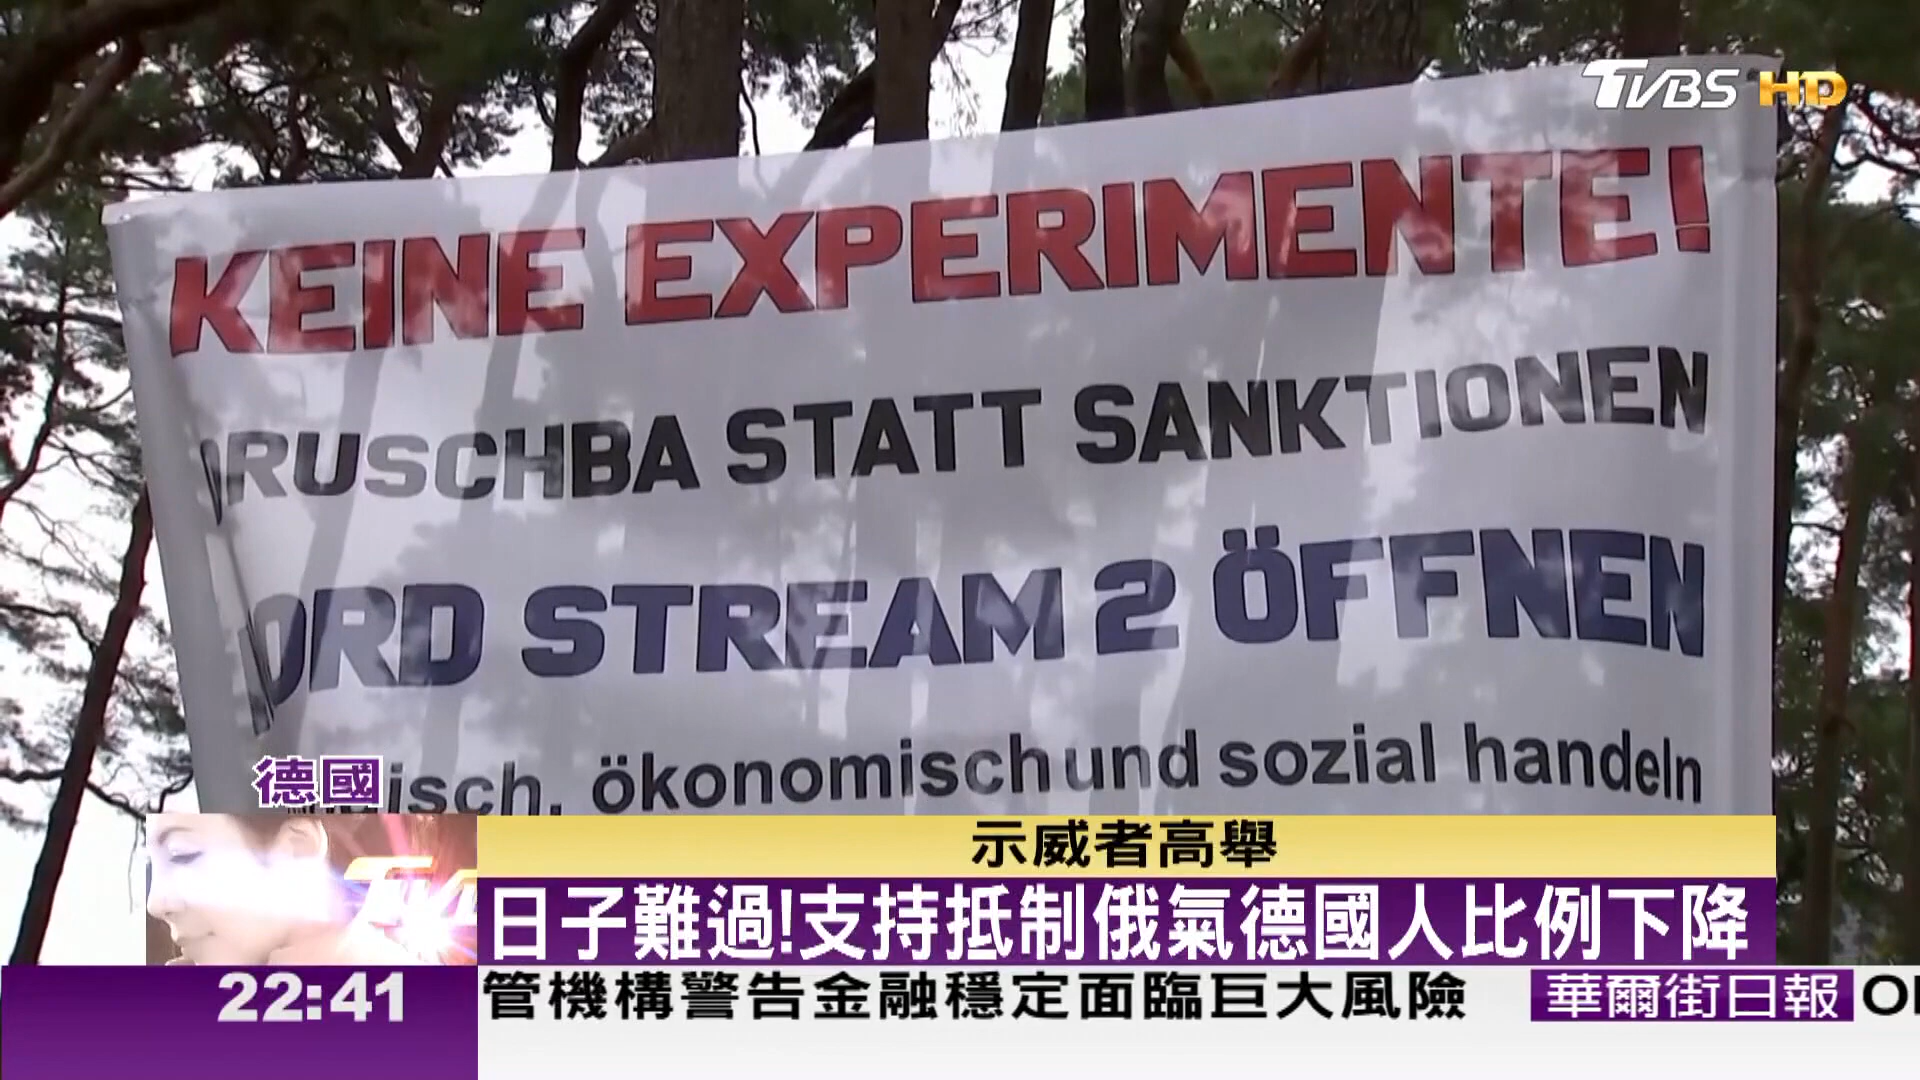 TVBS HD
KEINE EXPERIMENTE!
DRUSCHBA STATT SANKTIONEN
NORD STREAM 2 ÖFFNEN
ökonomisch und sozial handeln
德國
示威者高舉
日子難過!支持抵制俄氣德國人比例下降
22:41
管機構警告金融穩定面臨巨大風險 華爾街日報